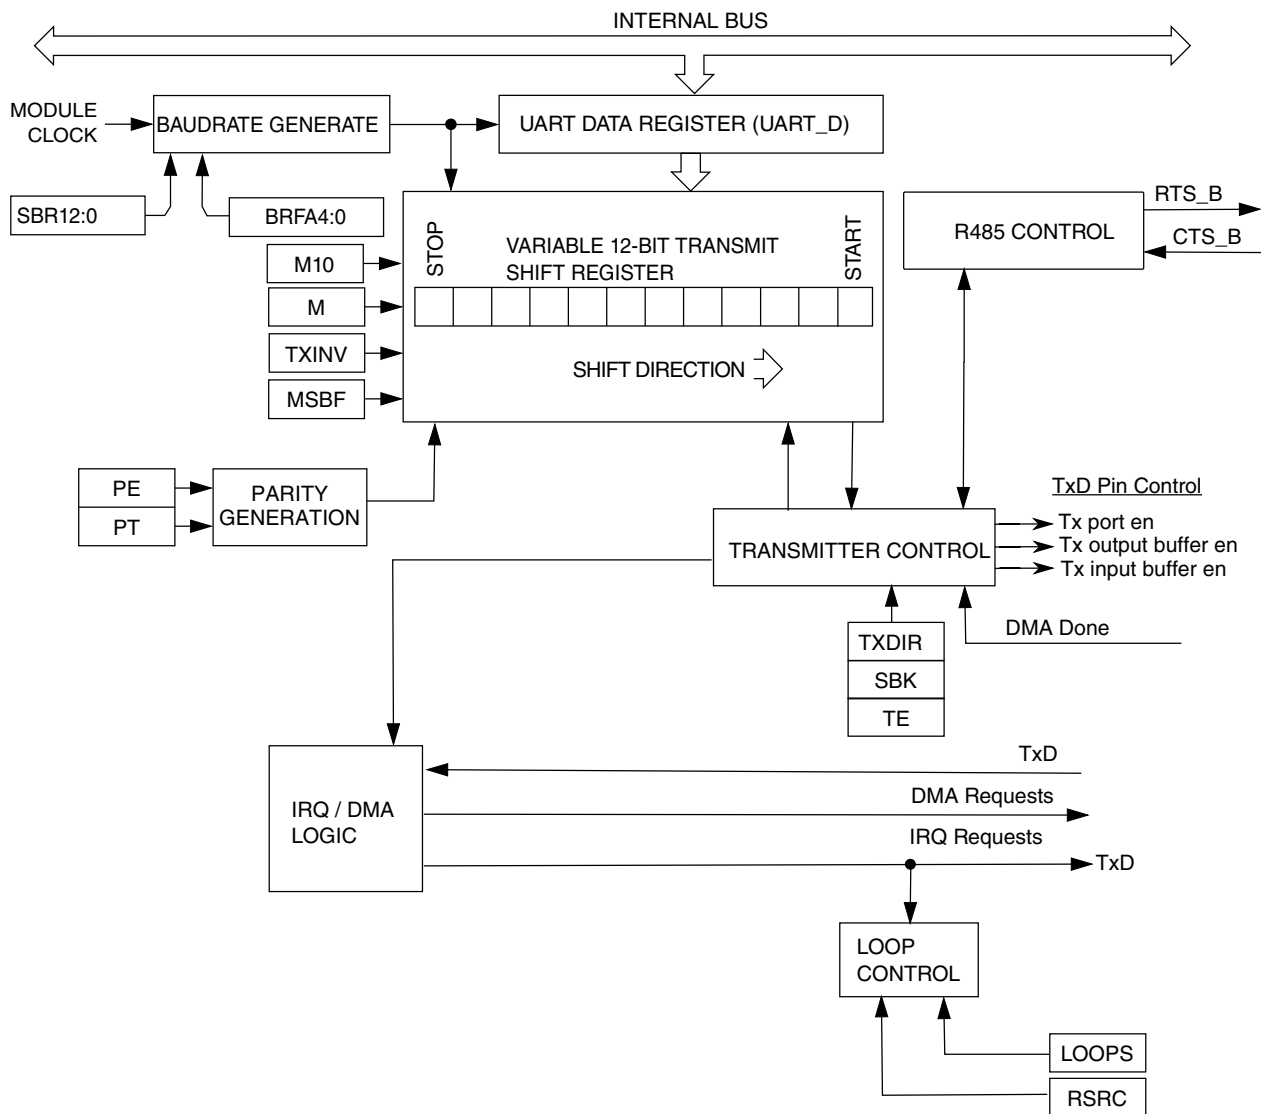 INTERNAL BUS
MODULE
CLOCK
BAUDRATE GENERATE
UART DATA REGISTER (UART_D)
SBR12:0
BRFA4:0
R485 CONTROL
RTS_B
CTS_B
STOP
VARIABLE 12-BIT TRANSMIT
SHIFT REGISTER
START
M10
M
TXINV
MSBF
SHIFT DIRECTION
PE
PT
PARITY
GENERATION
TxD Pin Control
Tx port en
Tx output buffer en
Tx input buffer en
TRANSMITTER CONTROL
DMA Done
TXDIR
SBK
TE
IRQ / DMA
LOGIC
TxD
DMA Requests
IRQ Requests
TxD
LOOP
CONTROL
LOOPS
RSRC